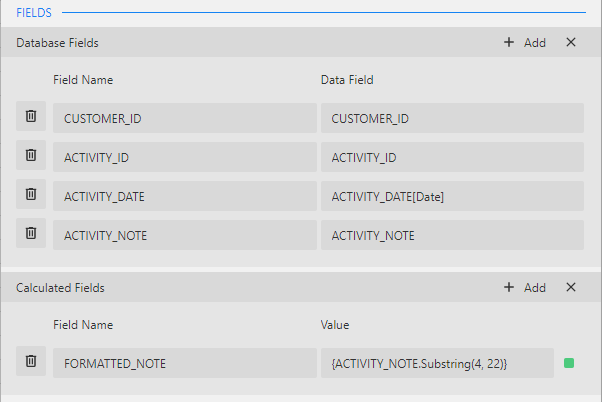 FIELDS
Database Fields + Add ×
Field Name Data Field
CUSTOMER_ID CUSTOMER_ID
ACTIVITY_ID ACTIVITY_ID
ACTIVITY_DATE ACTIVITY_DATE[Date]
ACTIVITY_NOTE ACTIVITY_NOTE
Calculated Fields + Add ×
Field Name Value
FORMATTED_NOTE {ACTIVITY_NOTE.Substring(4, 22)}